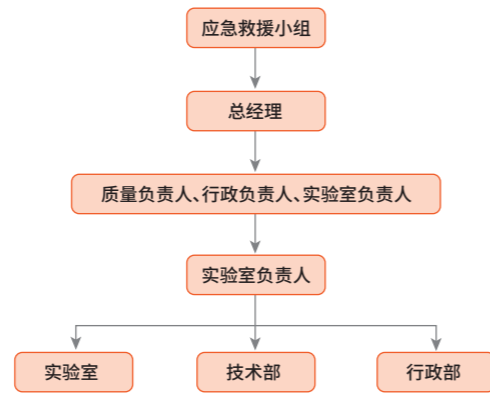 应急救援小组
总经理
质量负责人、行政负责人、实验室负责人
实验室负责人
实验室
技术部
行政部